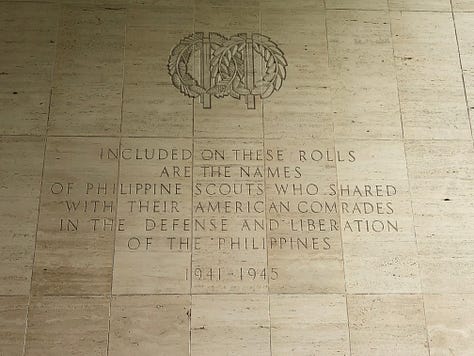 INCLUDED ON THESE ROLLS
ARE THE NAMES
OF PHILIPPINE SCOUTS WHO SHARED
WITH THEIR AMERICAN COMRADES
IN THE DEFENSE AND LIBERATION
OF THE PHILIPPINES
1941-1945